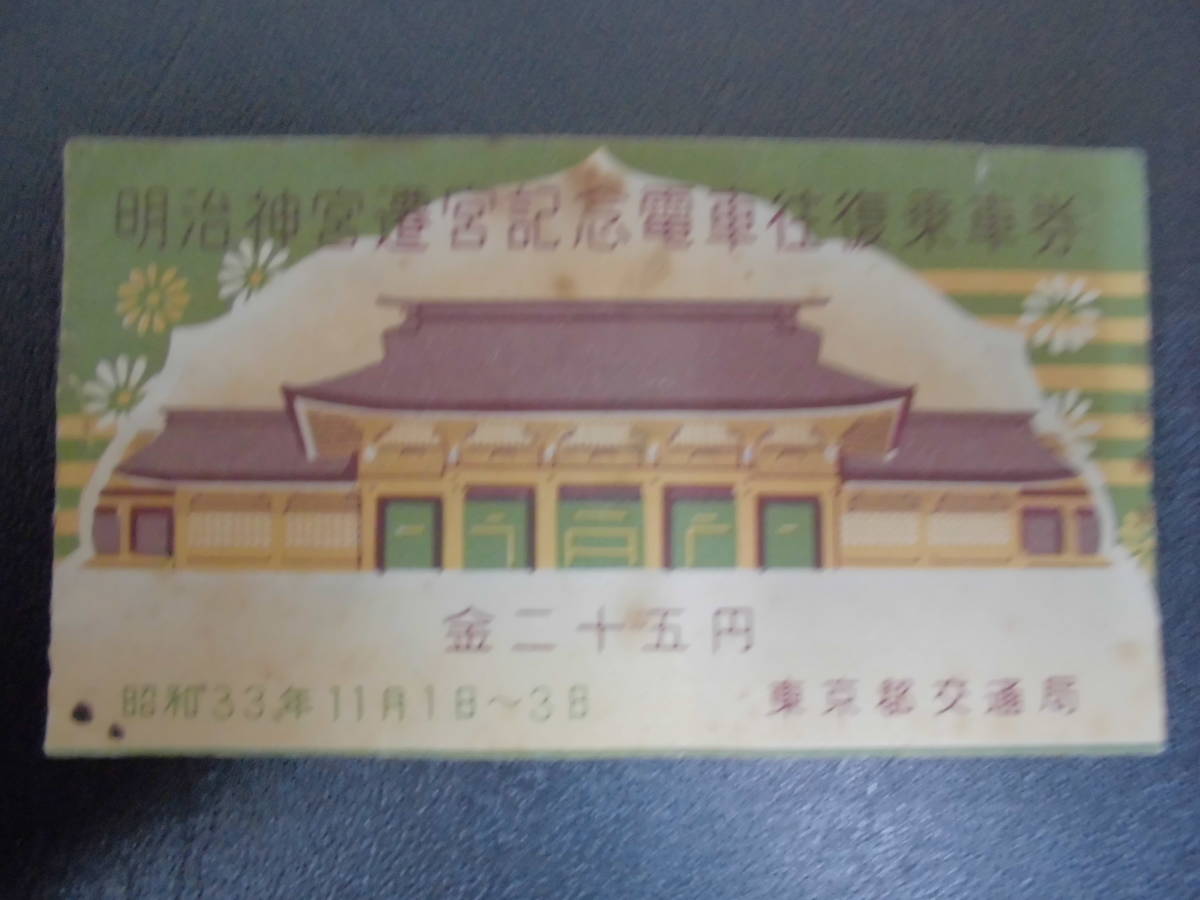 明治神宮遷宮記念電車往復乗車券
金二十五円
昭和33年11月1日～3日
東京都交通局